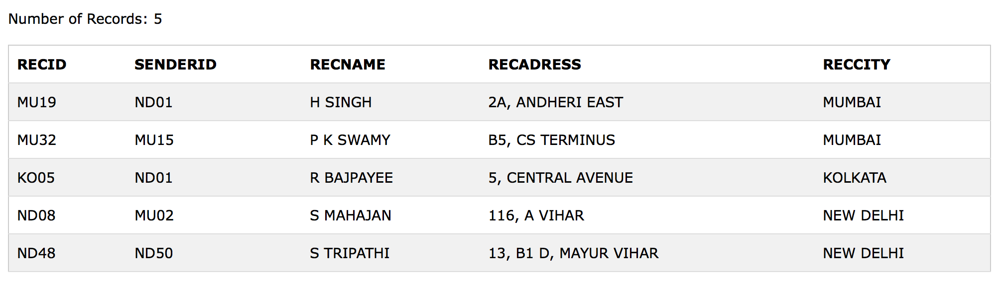 Number of Records: 5
RECID SENDERID RECNAME RECADRESS RECCITY
MU19 ND01 H SINGH 2A, ANDHERI EAST MUMBAI
MU32 MU15 P K SWAMY B5, CS TERMINUS MUMBAI
KO05 ND01 R BAJPAYEE 5, CENTRAL AVENUE KOLKATA
ND08 MU02 S MAHAJAN 116, A VIHAR NEW DELHI
ND48 ND50 S TRIPATHI 13, B1 D, MAYUR VIHAR NEW DELHI